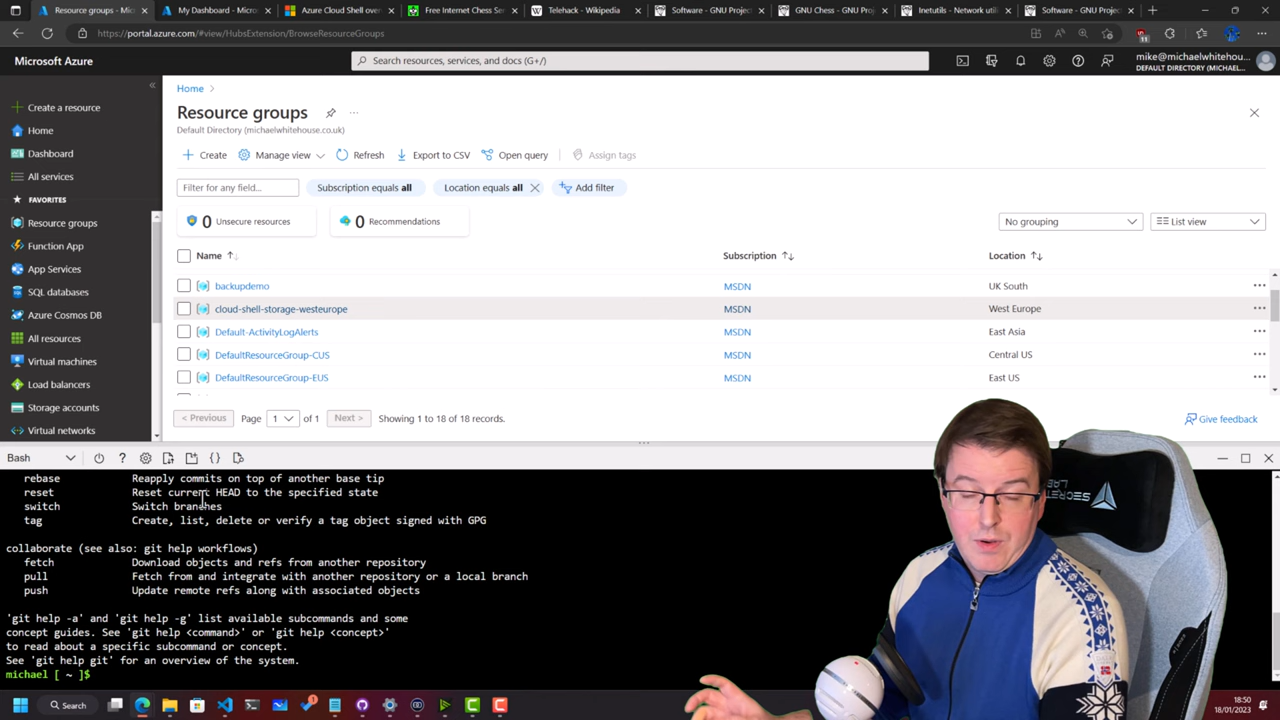 Resource groups - Mic
My Dashboard - Microsof
Azure Cloud Shell over
Free Internet Chess Ser
Telehack - Wikipedia
Software - GNU Project
GNU Chess - GNU Proj
Inetutils - Network util
Software - GNU Project
https://portal.azure.com/#view/HubsExtension/BrowseResourceGroups
11
Microsoft Azure
Search resources, services, and docs (G+/)
mike@michaelwhitehou...
DEFAULT DIRECTORY (MICHAEL...
Create a resource
Home
Dashboard
All services
FAVORITES
Resource groups
Function App
App Services
SQL databases
Azure Cosmos DB
All resources
Virtual machines
Load balancers
Storage accounts
Virtual networks
Home
Resource groups
Default Directory (michaelwhitehouse.co.uk)
Create
Manage view
Refresh
Export to CSV
Open query
Assign tags
Filter for any field...
Subscription equals all
Location equals all
Add filter
0 Unsecure resources
0 Recommendations
No grouping
List view
Name
Subscription
Location
backupdemo MSDN UK South
cloud-shell-storage-westeurope MSDN West Europe
Default-ActivityLogAlerts MSDN East Asia
DefaultResourceGroup-CUS MSDN Central US
DefaultResourceGroup-EUS MSDN East US
< Previous
Page 1 of 1
Next >
Showing 1 to 18 of 18 records.
Give feedback
Bash
rebase Reapply commits on top of another base tip
reset Reset current HEAD to the specified state
switch Switch branches
tag Create, list, delete or verify a tag object signed with GPG
collaborate (see also: git help workflows)
fetch Download objects and refs from another repository
pull Fetch from and integrate with another repository or a local branch
push Update remote refs along with associated objects
'git help -a' and 'git help -g' list available subcommands and some
concept guides. See 'git help <command>' or 'git help <concept>'
to read about a specific subcommand or concept.
See 'git help git' for an overview of the system.
michael [ ~ ]$
SECRET
LAB
Search
18:50
18/01/2023